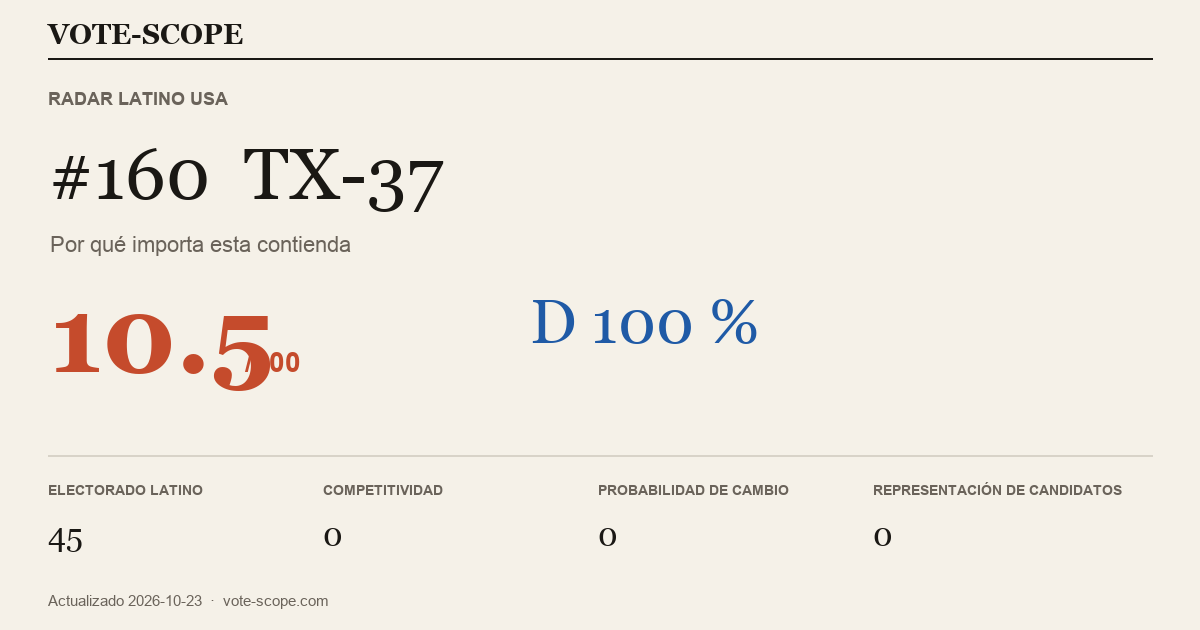 VOTE-SCOPE
RADAR LATINO USA
#160 TX-37
Por qué importa esta contienda
10.5 D 100 %
ELECTORADO LATINO COMPETITIVIDAD PROBABILIDAD DE CAMBIO REPRESENTACIÓN DE CANDIDATOS
45 0 0 0
Actualizado 2026-10-23 · vote-scope.com